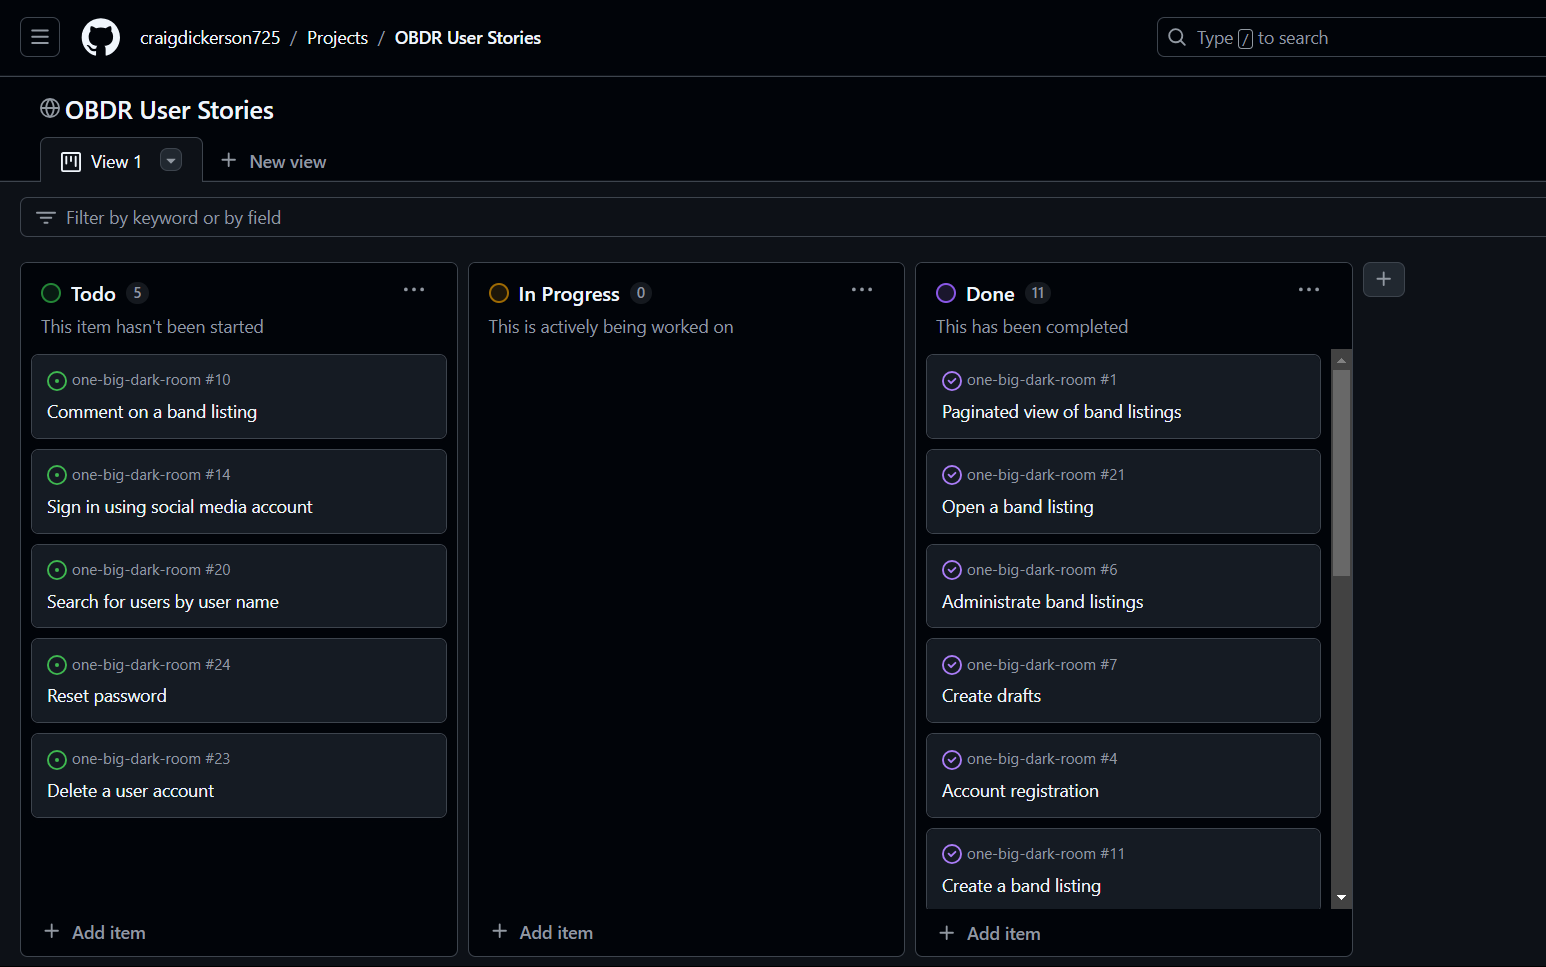 craigdickerson725 / Projects / OBDR User Stories
Type / to search
OBDR User Stories
View 1
New view
Filter by keyword or by field
Todo 5
This item hasn't been started
one-big-dark-room #10
Comment on a band listing
one-big-dark-room #14
Sign in using social media account
one-big-dark-room #20
Search for users by user name
one-big-dark-room #24
Reset password
one-big-dark-room #23
Delete a user account
Add item
In Progress 0
This is actively being worked on
Add item
Done 11
This has been completed
one-big-dark-room #1
Paginated view of band listings
one-big-dark-room #21
Open a band listing
one-big-dark-room #6
Administrate band listings
one-big-dark-room #7
Create drafts
one-big-dark-room #4
Account registration
one-big-dark-room #11
Create a band listing
Add item